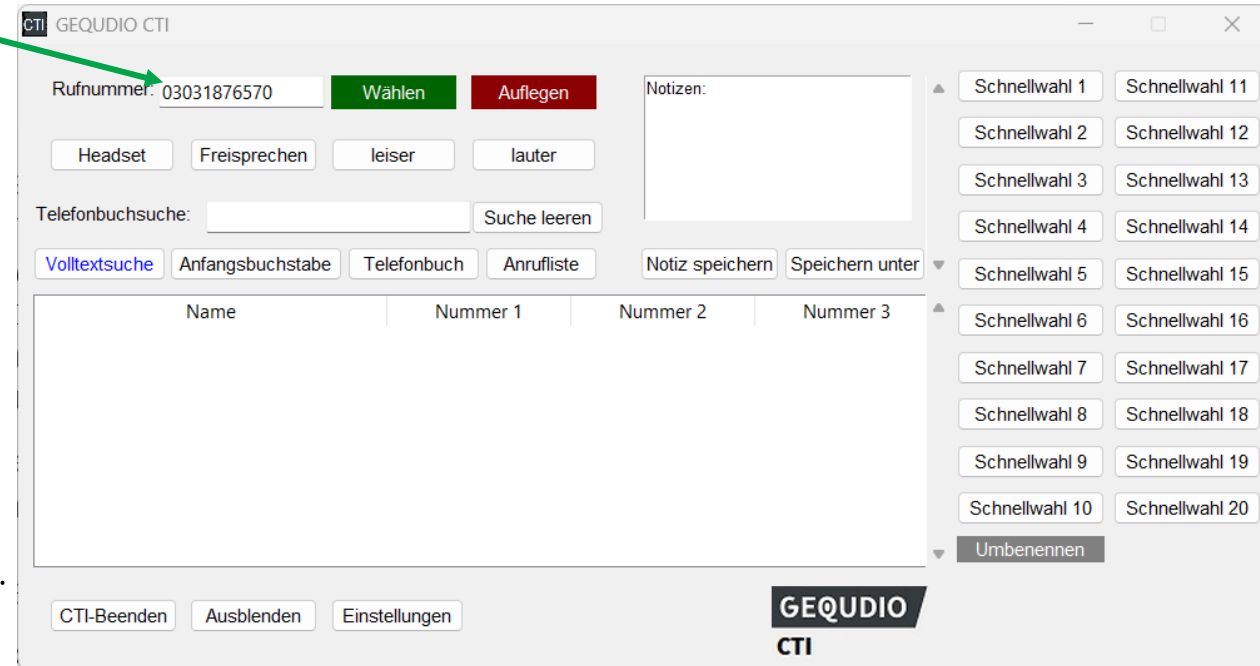 CTI GEQUDIO CTI
Rufnummer: 03031876570 Wählen Auflegen
Headset Freisprechen leiser lauter
Telefonbuchsuche: Suche leeren
Volltextsuche Anfangsbuchstabe Telefonbuch Anrufliste
Notizen:
Notiz speichern Speichern unter
Name Nummer 1 Nummer 2 Nummer 3
Schnellwahl 1 Schnellwahl 11
Schnellwahl 2 Schnellwahl 12
Schnellwahl 3 Schnellwahl 13
Schnellwahl 4 Schnellwahl 14
Schnellwahl 5 Schnellwahl 15
Schnellwahl 6 Schnellwahl 16
Schnellwahl 7 Schnellwahl 17
Schnellwahl 8 Schnellwahl 18
Schnellwahl 9 Schnellwahl 19
Schnellwahl 10 Schnellwahl 20
Umbenennen
CTI-Beenden Ausblenden Einstellungen
GEQUDIO
CTI